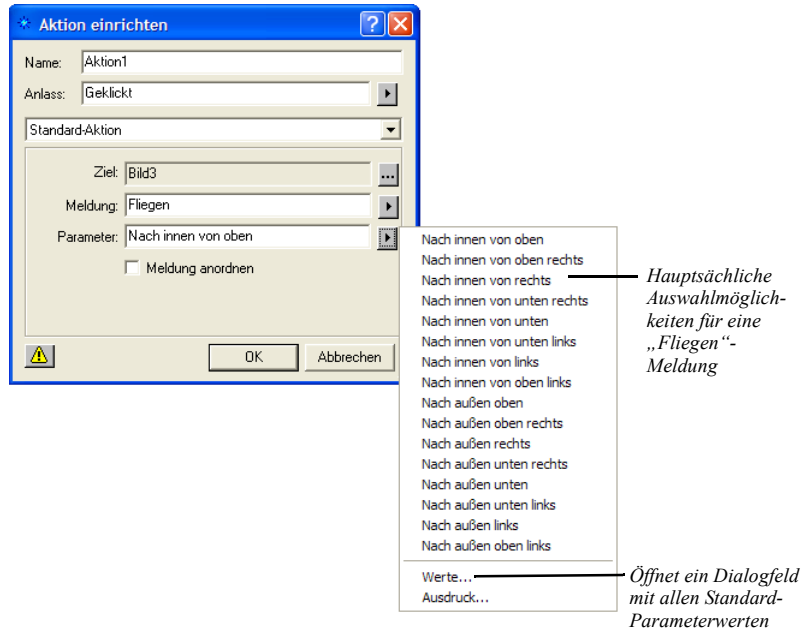 Aktion einrichten
Name: Aktion1
Anlass: Geklickt
Standard-Aktion
Ziel: Bild3
...
Meldung: Fliegen
Parameter: Nach innen von oben
Meldung anordnen
OK Abbrechen
Nach innen von oben
Nach innen von oben rechts
Nach innen von rechts
Nach innen von unten rechts
Nach innen von unten
Nach innen von unten links
Nach innen von links
Nach innen von oben links
Nach außen oben
Nach außen oben rechts
Nach außen rechts
Nach außen unten rechts
Nach außen unten
Nach außen unten links
Nach außen links
Nach außen oben links
Werte...
Ausdruck...
Hauptsächliche
Auswahlmöglich-
keiten für eine
„Fliegen“-
Meldung
Öffnet ein Dialogfeld
mit allen Standard-
Parameterwerten